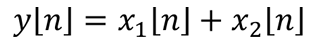 y[n] = x₁[n] + x₂[n]